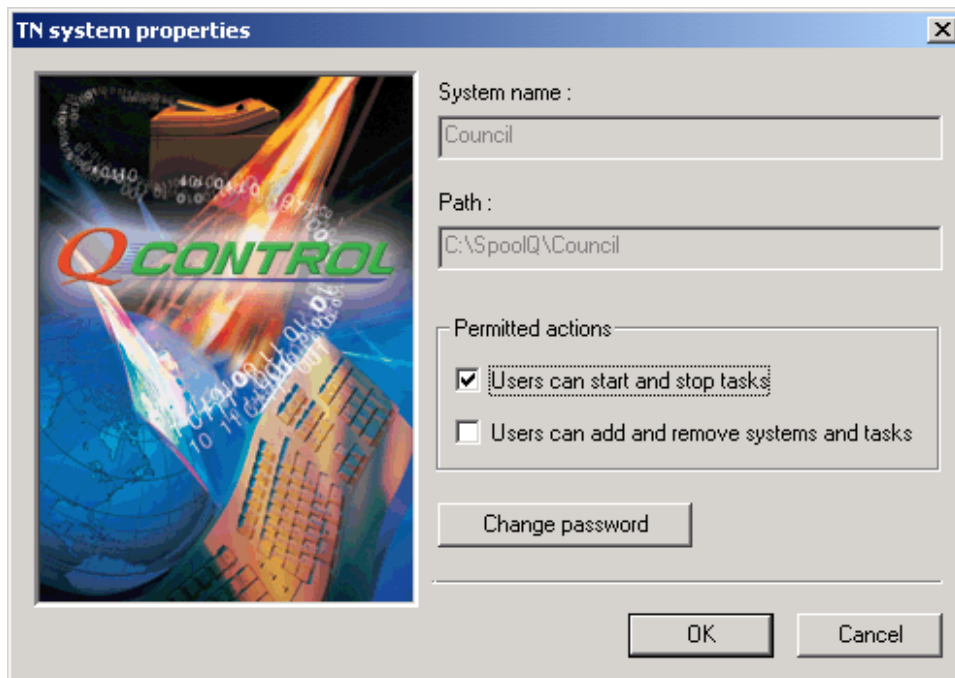 TN system properties
QCONTROL
System name :
Council
Path :
C:\SpoolQ\Council
Permitted actions
Users can start and stop tasks
Users can add and remove systems and tasks
Change password
OK
Cancel